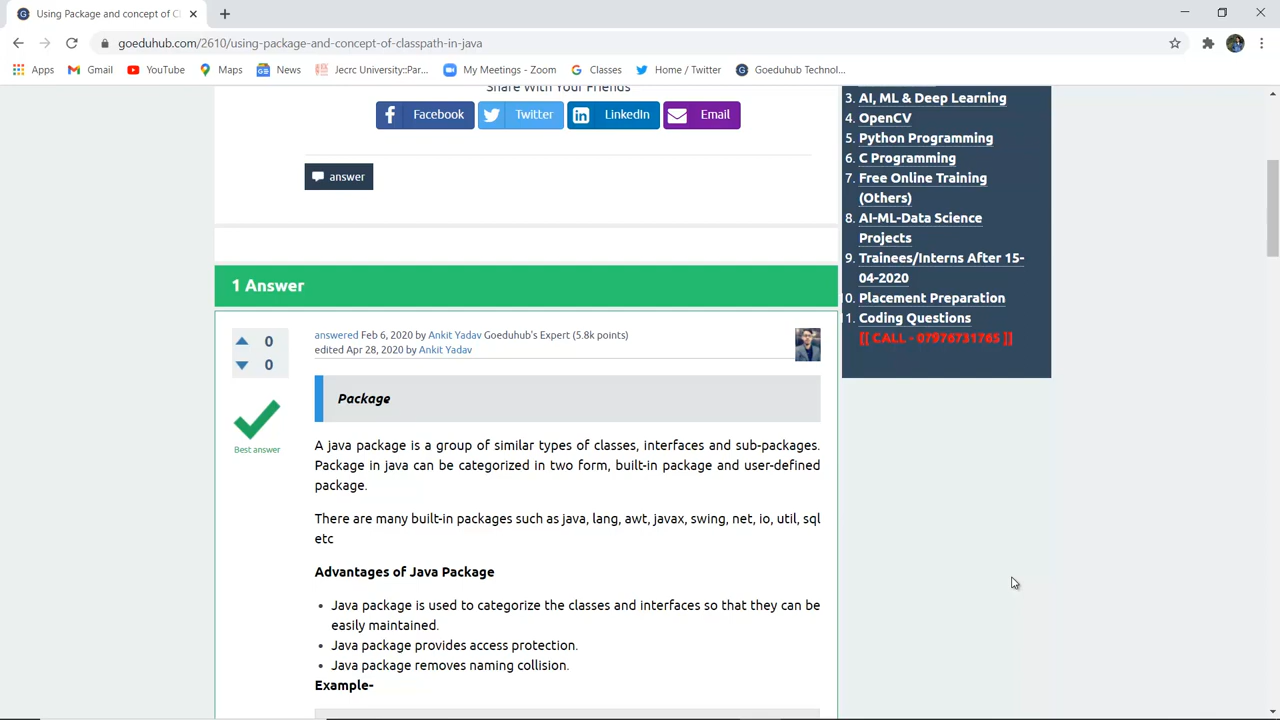 Using Package and concept of Cl
goeduhub.com/2610/using-package-and-concept-of-classpath-in-java
Apps Gmail YouTube Maps News Jecrc University::Par... My Meetings - Zoom Classes Home / Twitter Goeduhub Technol...
Share With Your Friends
Facebook Twitter LinkedIn Email
answer
1 Answer
0
0
Best answer
answered Feb 6, 2020 by Ankit Yadav Goeduhub's Expert (5.8k points)
edited Apr 28, 2020 by Ankit Yadav
Package
A java package is a group of similar types of classes, interfaces and sub-packages.
Package in java can be categorized in two form, built-in package and user-defined
package.
There are many built-in packages such as java, lang, awt, javax, swing, net, io, util, sql
etc
Advantages of Java Package
• Java package is used to categorize the classes and interfaces so that they can be
easily maintained.
• Java package provides access protection.
• Java package removes naming collision.
Example-
3. AI, ML & Deep Learning
4. OpenCV
5. Python Programming
6. C Programming
7. Free Online Training
(Others)
8. AI-ML-Data Science
Projects
9. Trainees/Interns After 15-
04-2020
10. Placement Preparation
11. Coding Questions
[[ CALL - 07976731765 ]]